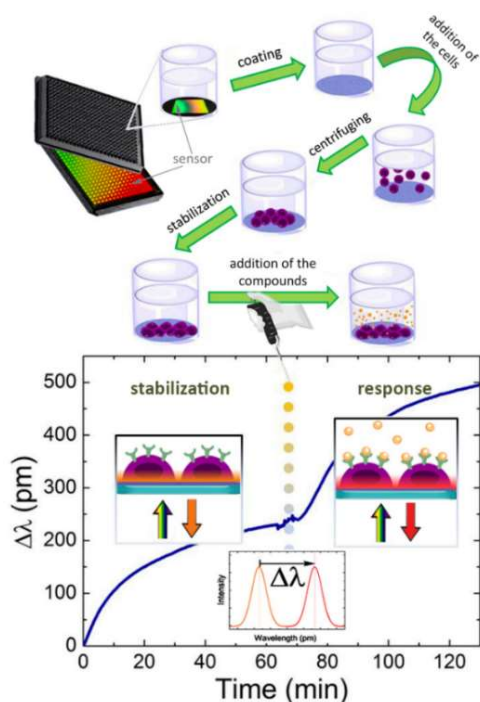 coating
addition of
the cells
sensor
centrifuging
stabilization
addition of the
compounds
stabilization
response
Δλ (pm)
500
400
300
200
100
0
Δλ
Intensity
Wavelength (pm)
0
20
40
60
80
100
120
Time (min)